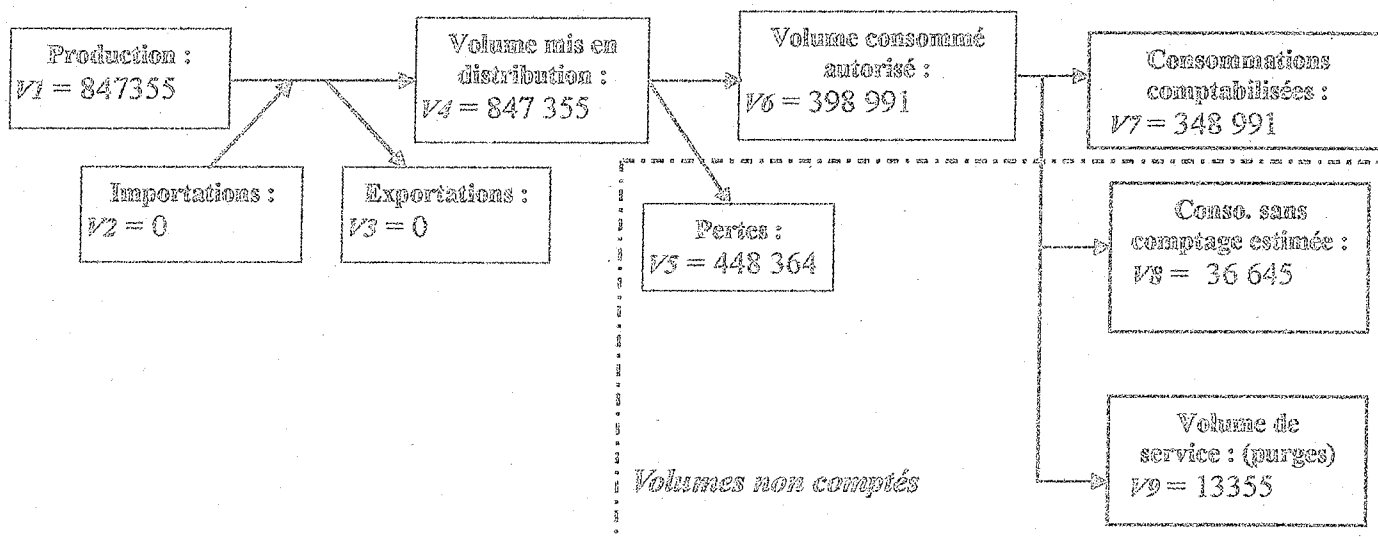 Production :
V1 = 847355
Volume mis en
distribution :
V4 = 847 355
Volume consommé
autorisé :
V6 = 398 991
Consommations
comptabilisées :
V7 = 348 991
Importations :
V2 = 0
Exportations :
V3 = 0
Pertes :
V5 = 448 364
Conso. sans
comptage estimée :
V8 = 36 645
Volume de
service : (purges)
V9 = 13355
Volumes non comptés